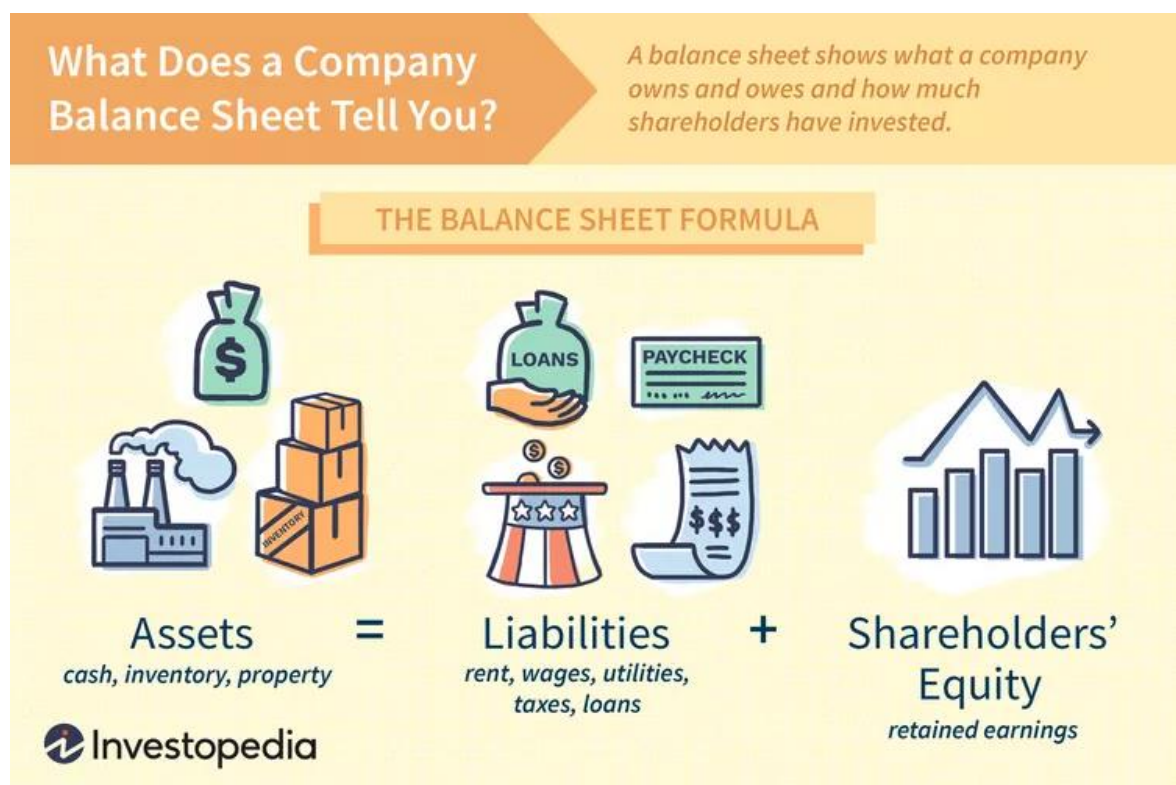 What Does a Company
Balance Sheet Tell You?
A balance sheet shows what a company
owns and owes and how much
shareholders have invested.
THE BALANCE SHEET FORMULA
$
INVENTORY
LOANS
PAYCHECK
$
$
$$$
Assets
=
Liabilities
+
Shareholders’
Equity
cash, inventory, property
rent, wages, utilities,
taxes, loans
retained earnings
Investopedia